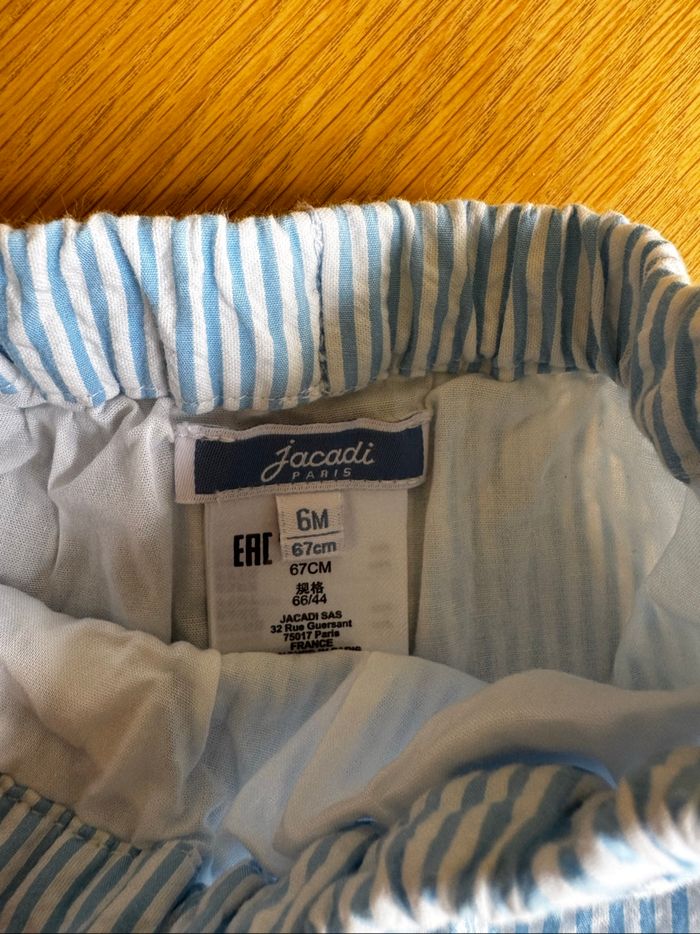 jacadi
PARIS
6M
67cm
EAC
67CM
规格
66/44
JACADI SAS
32 Rue Guersant
75017 Paris
FRANCE